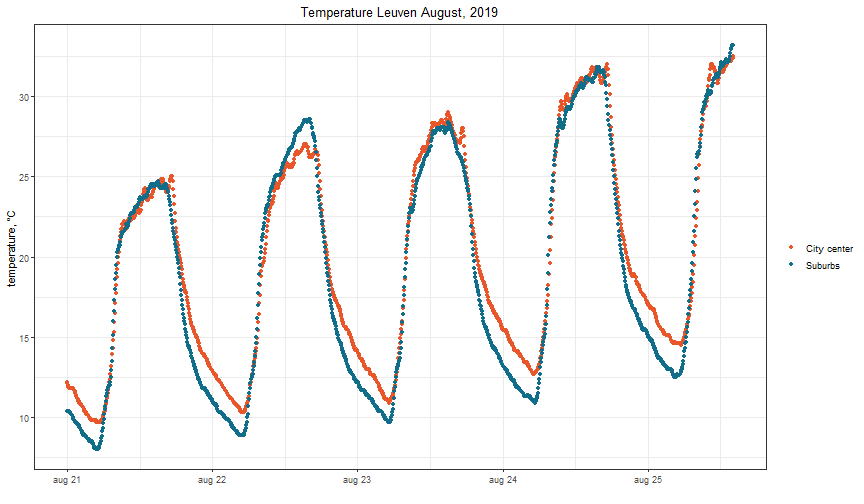 Temperature Leuven August, 2019
temperature, °C
30
25
20
15
10
aug 21
aug 22
aug 23
aug 24
aug 25
City center
Suburbs